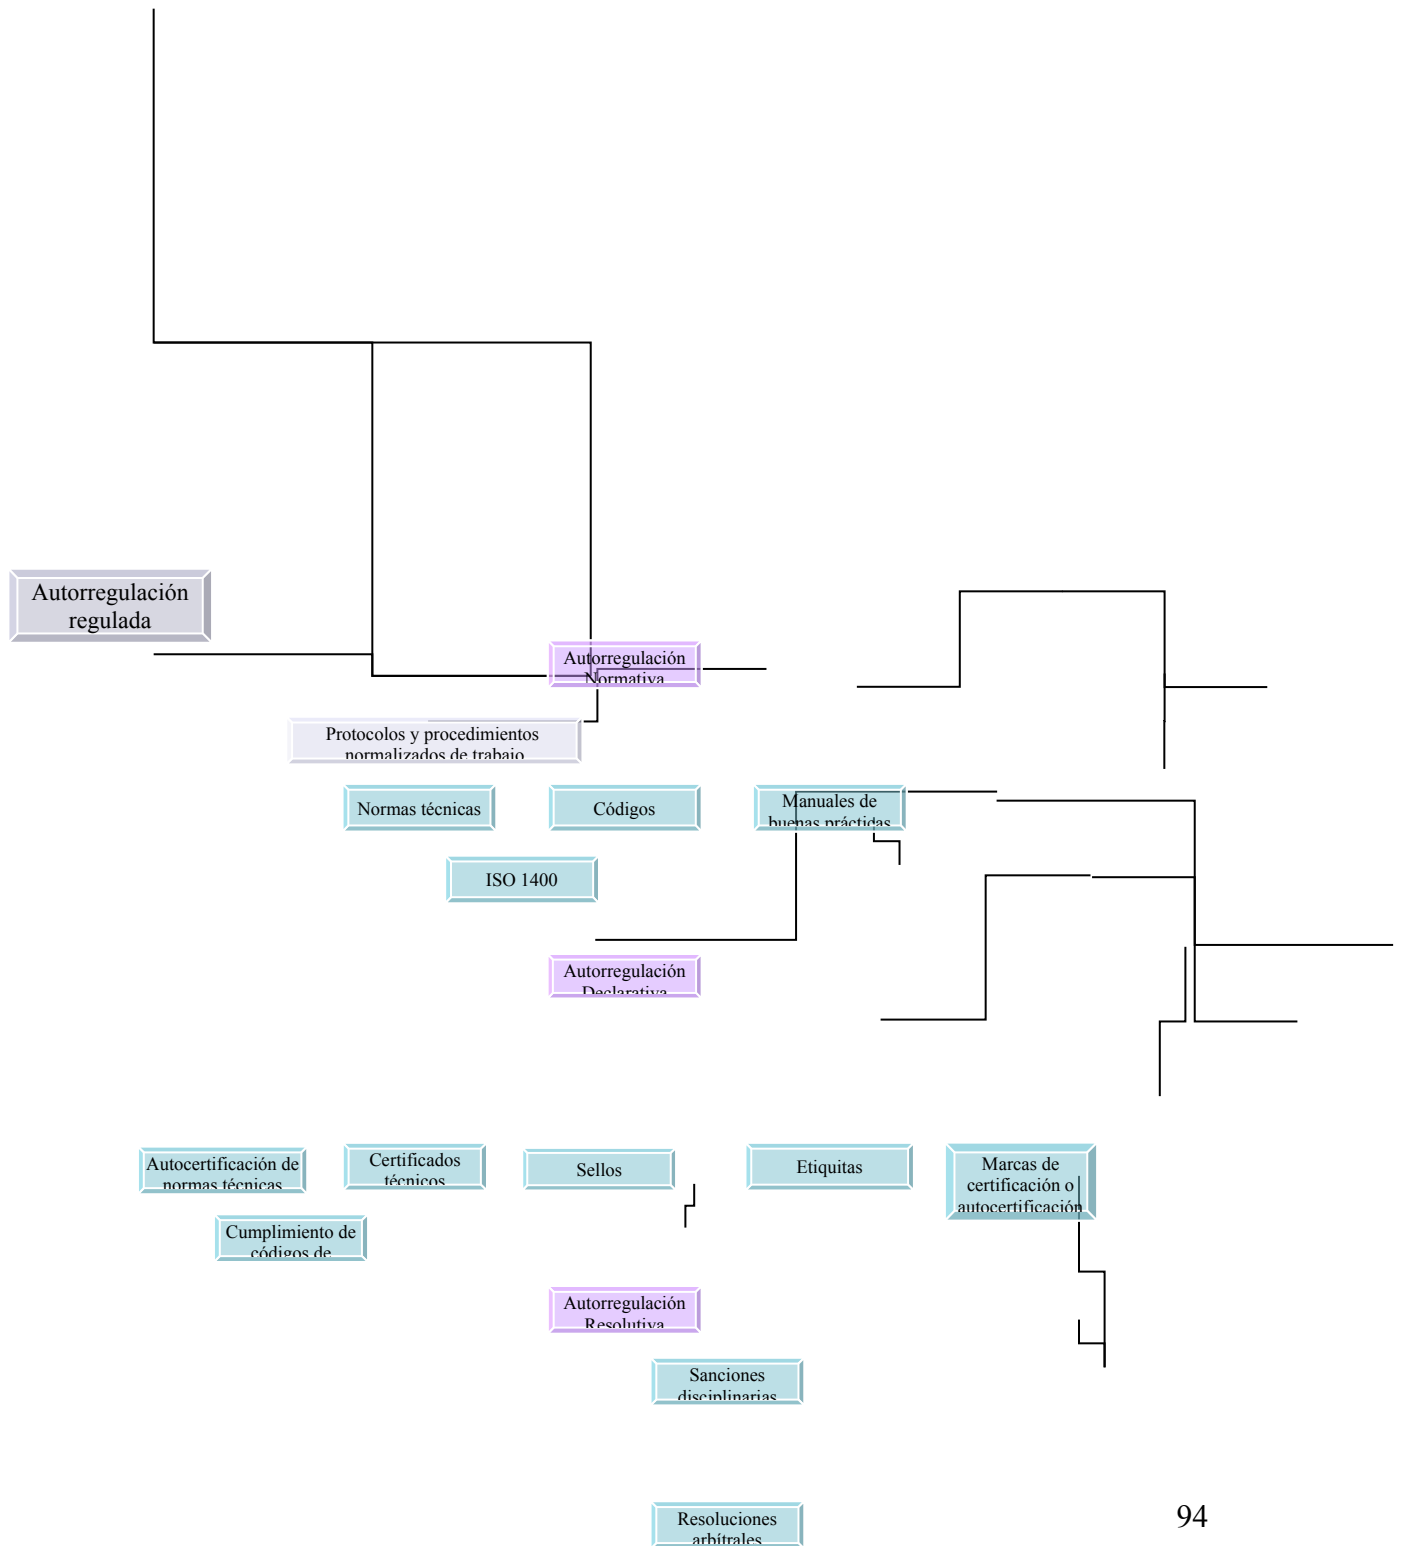 Autorregulación
regulada
Autorregulación
Normativa
Protocolos y procedimientos
normalizados de trabajo
Normas técnicas
Códigos
Manuales de
buenas prácticas
ISO 1400
Autorregulación
Declarativa
Autocertificación de
normas técnicas
Certificados
técnicos
Sellos
Etiquitas
Marcas de
certificación o
autocertificación
Cumplimiento de
códigos de
Autorregulación
Resolutiva
Sanciones
disciplinarias
Resoluciones
arbítrales
94